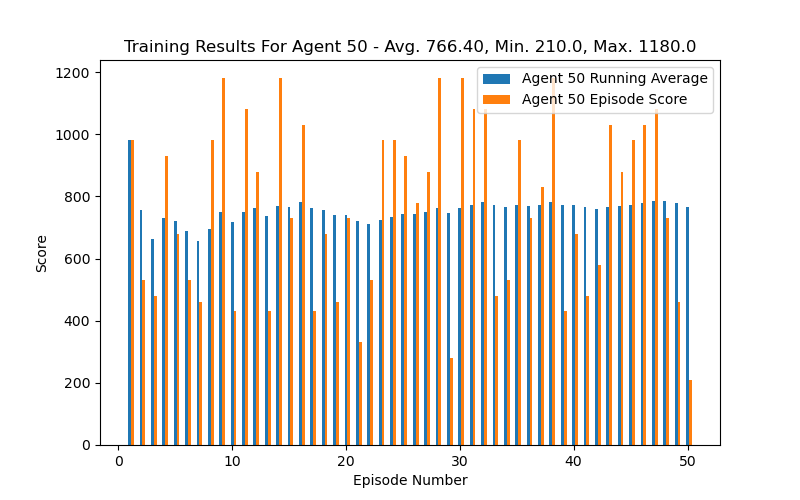 Training Results For Agent 50 - Avg. 766.40, Min. 210.0, Max. 1180.0
Agent 50 Running Average
Agent 50 Episode Score
1200
1000
800
600
400
200
0
Score
0 10 20 30 40 50
Episode Number